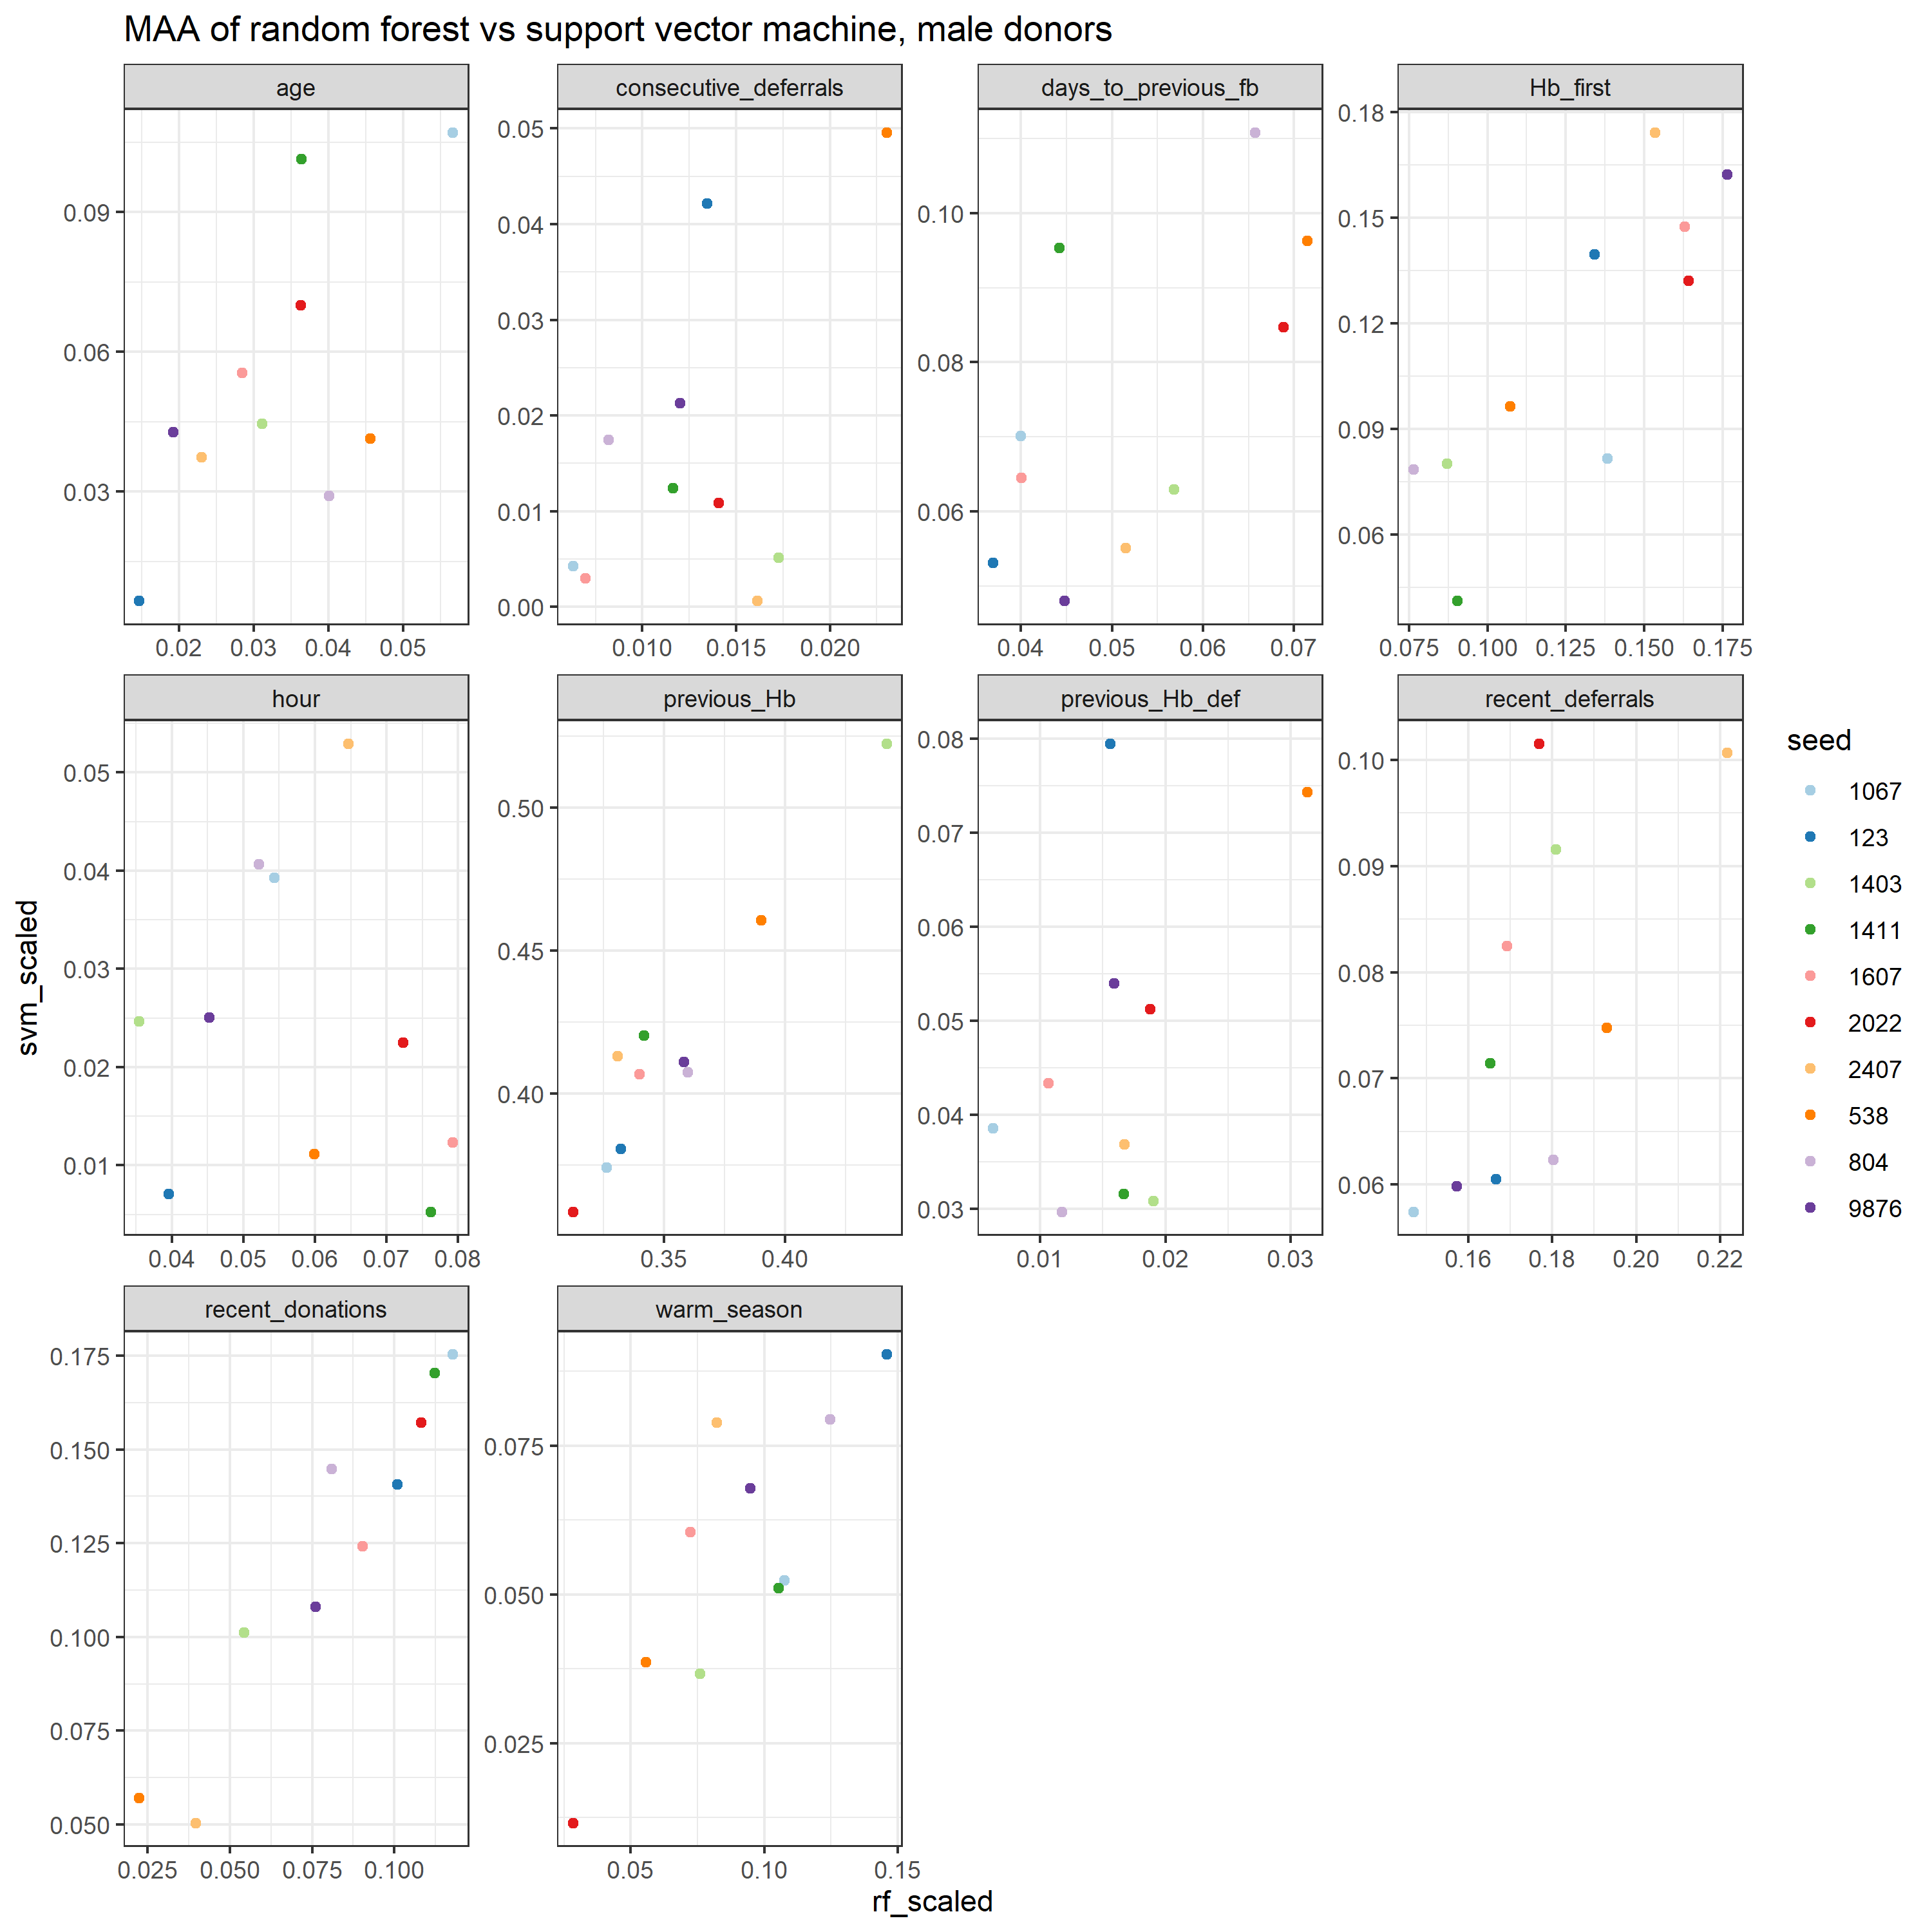 MAA of random forest vs support vector machine, male donors
age
consecutive_deferrals
days_to_previous_fb
Hb_first
0.09
0.06
0.03
0.02 0.03 0.04 0.05
0.05
0.04
0.03
0.02
0.01
0.00
0.010 0.015 0.020
0.10
0.08
0.06
0.04 0.05 0.06 0.07
0.18
0.15
0.12
0.09
0.06
0.075 0.100 0.125 0.150 0.175
hour
previous_Hb
previous_Hb_def
recent_deferrals
0.05
0.04
0.03
0.02
0.01
0.04 0.05 0.06 0.07 0.08
0.50
0.45
0.40
0.35 0.40
0.08
0.07
0.06
0.05
0.04
0.03
0.01 0.02 0.03
0.10
0.09
0.08
0.07
0.06
0.16 0.18 0.20 0.22
recent_donations
warm_season
0.175
0.150
0.125
0.100
0.075
0.050
0.025 0.050 0.075 0.100
0.075
0.050
0.025
0.05 0.10 0.15
svm_scaled
rf_scaled
seed
1067
123
1403
1411
1607
2022
2407
538
804
9876